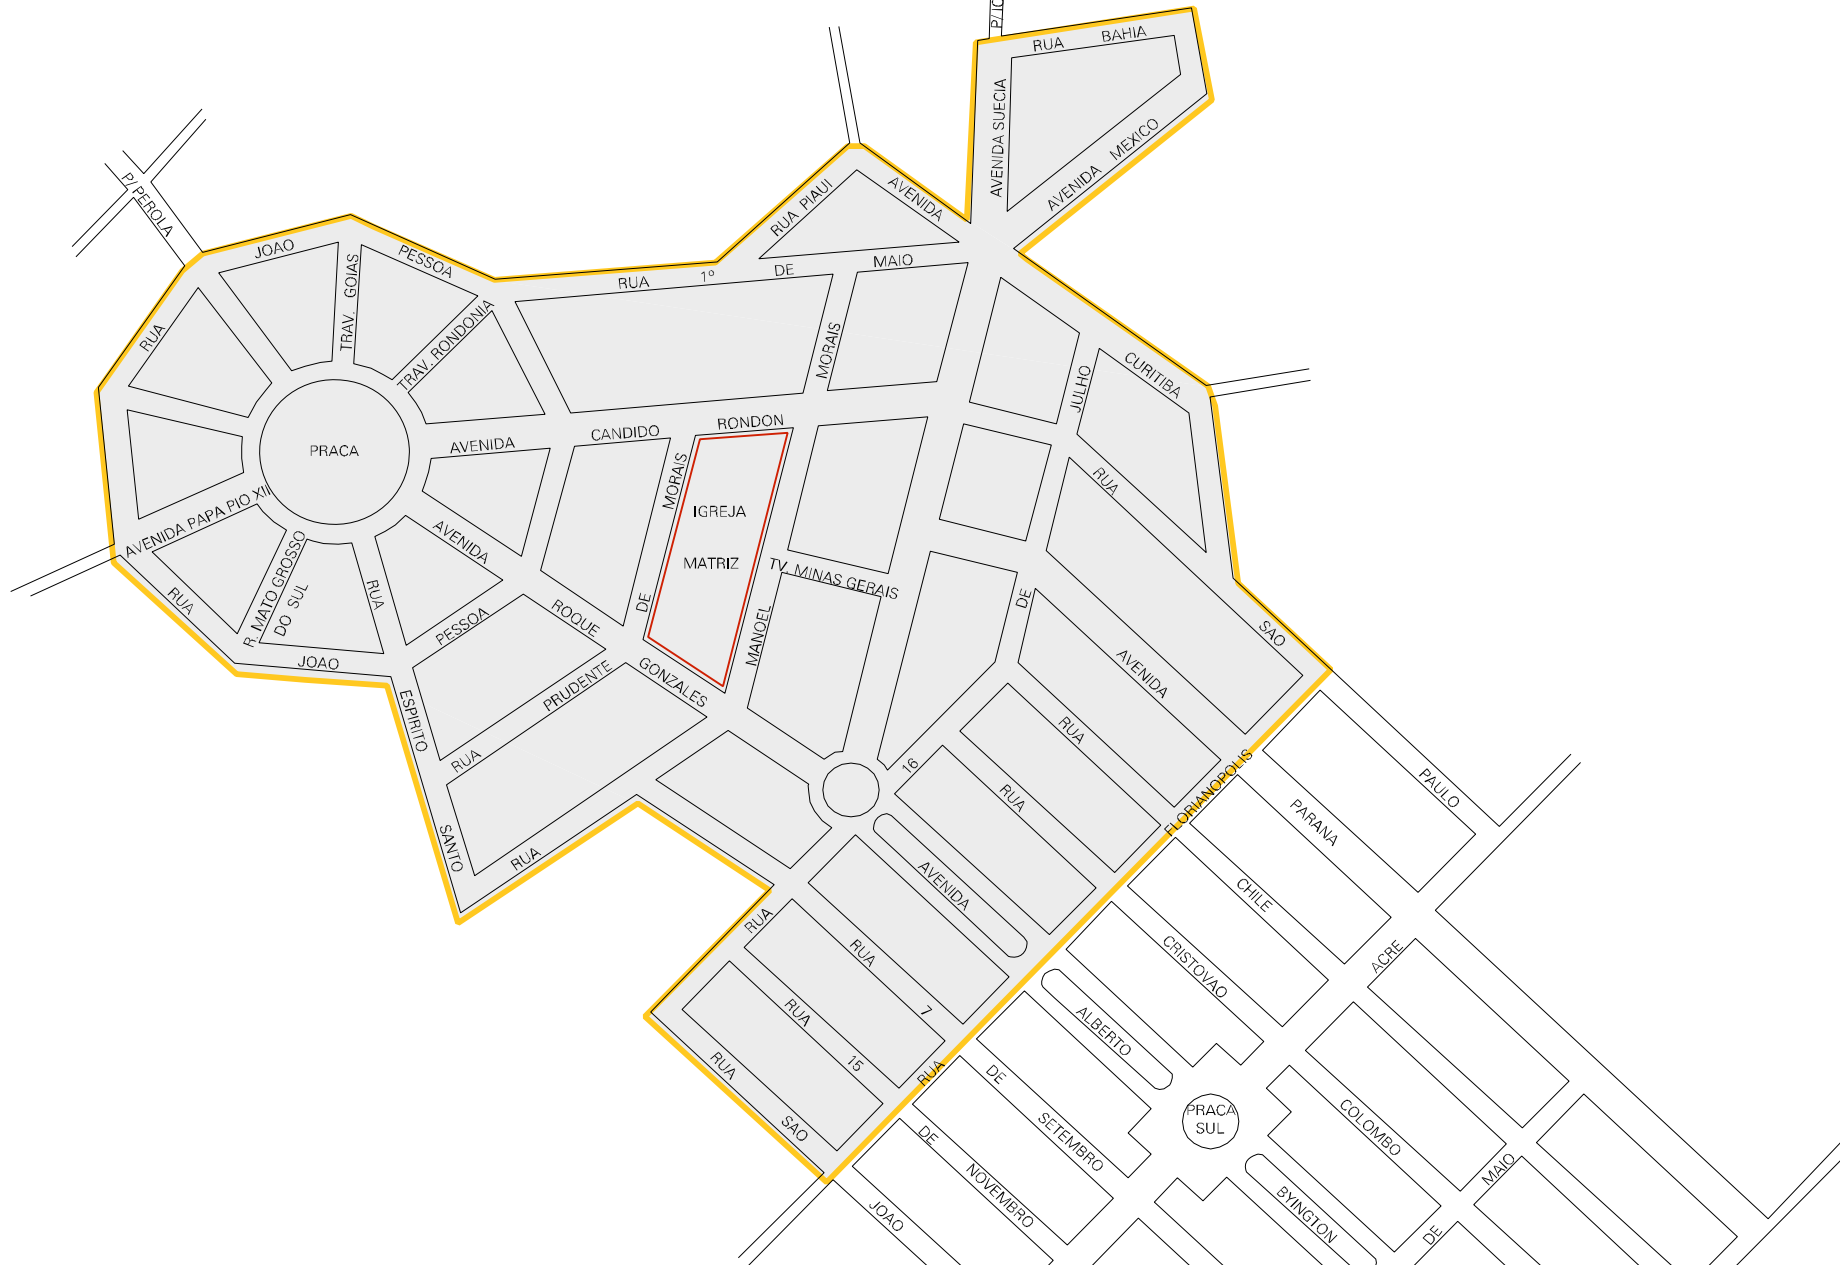 P/ IC
RUA BAHIA
AVENIDA SUECIA
AVENIDA MEXICO
P/ PEROLA
RUA PIAUI
AVENIDA
CURITIBA
JOAO
PESSOA
RUA
TRAV. GOIAS
TRAV. RONDONIA
RUA 1º DE MAIO
MORAIS
JULHO
PRACA
AVENIDA
CANDIDO
RONDON
MORAIS
DE
IGREJA
MATRIZ
TV. MINAS GERAIS
MANOEL
RUA
DE
SAO
AVENIDA PAPA PIO XII
RUA
R. MATO GROSSO
DO SUL
RUA
JOAO
PESSOA
AVENIDA
ROQUE
GONZALES
RUA
PRUDENTE
ESPIRITO
SANTO
RUA
AVENIDA
RUA
RUA
16
AVENIDA
FLORIANOPOLIS
RUA
PAULO
PARANA
CHILE
CRISTOVAO
ACRE
RUA
RUA
7
RUA
15
RUA
SAO
ALBERTO
DE
SETEMBRO
DE
NOVEMBRO
JOAO
PRACA
SUL
COLOMBO
BYINGTON
MAIO
DE